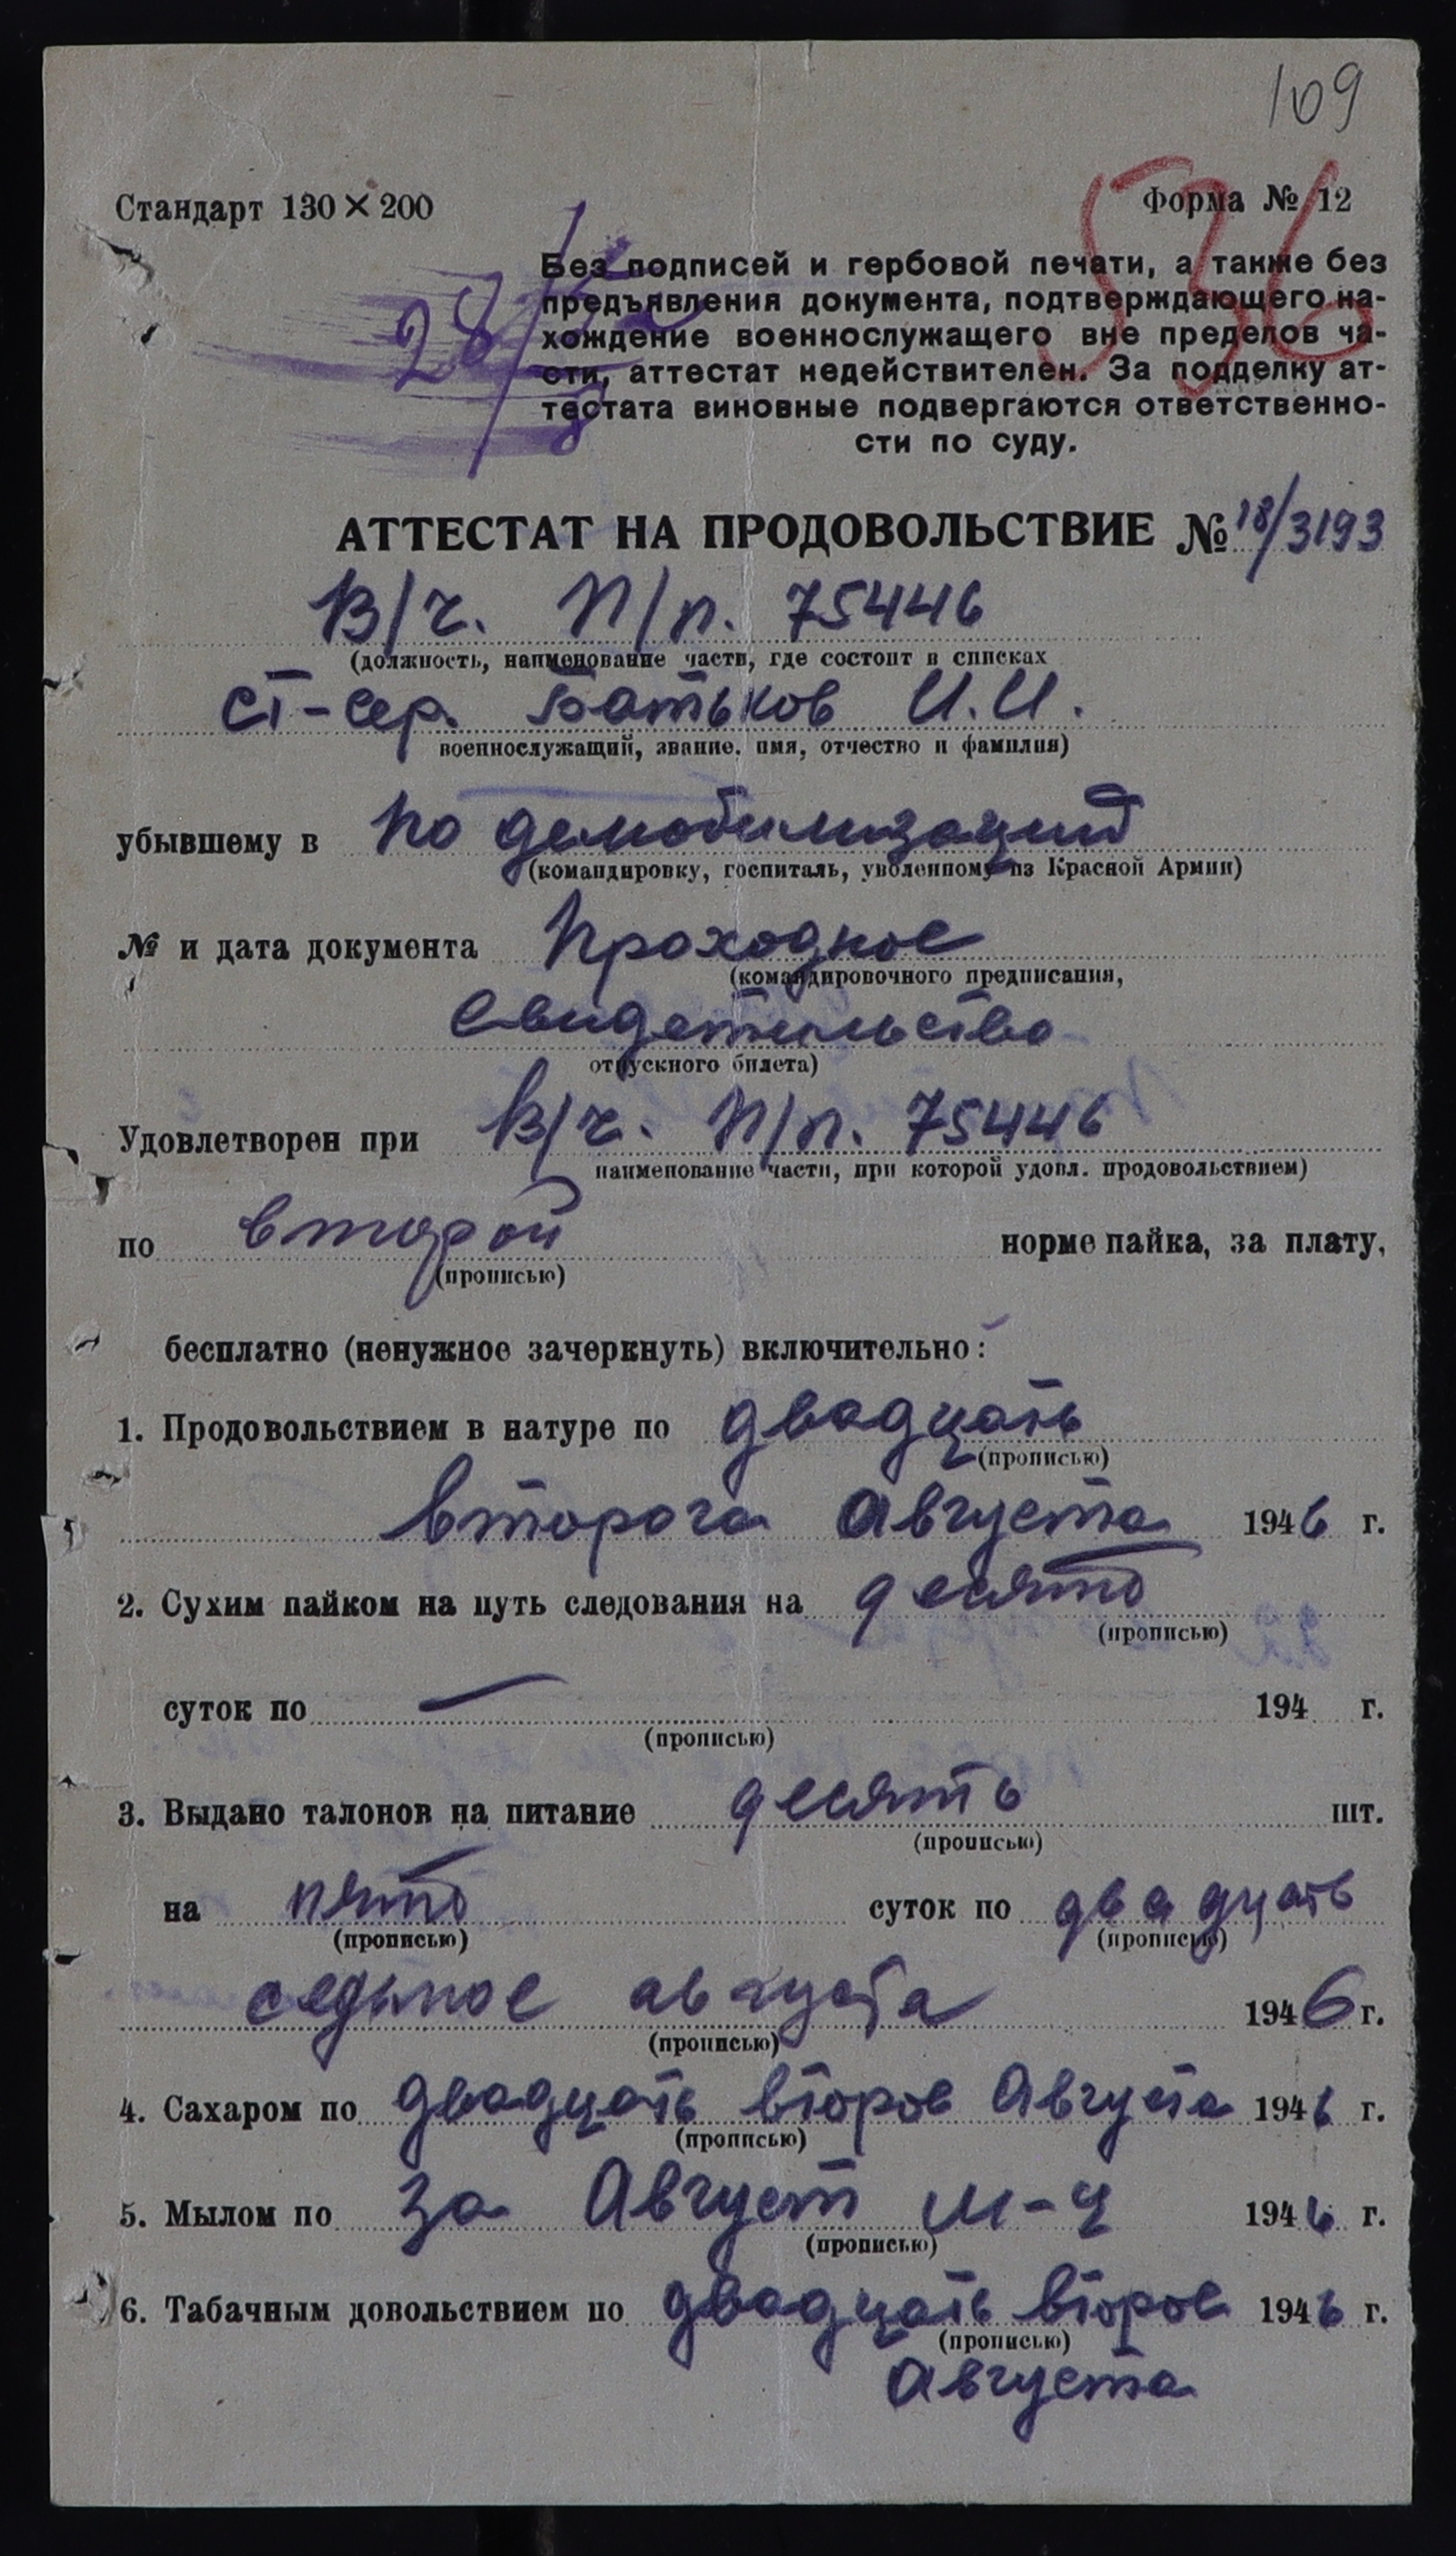 109
Стандарт 130×200
Форма № 12
536
28/
Без подписей и гербовой печати, а также без
предъявления документа, подтверждающего на-
хождение военнослужащего вне пределов ча-
сти, аттестат недействителен. За подделку ат-
тестата виновные подвергаются ответственно-
сти по суду.
АТТЕСТАТ НА ПРОДОВОЛЬСТВИЕ № 18/3193
В/ч. П/п. 75446
(должность, наименование части, где состоит в списках
ст-сер. Батьков И.И.
военнослужащий, звание, имя, отчество и фамилия)
убывшему в по демобилизации
(командировку, госпиталь, уволенному из Красной Армии)
№ и дата документа Проходное
(командировочного предписания,
свидетельство
отпускного билета)
Удовлетворен при В/ч. П/п. 75446
наименование части, при которой удовл. продовольствием)
по второй норме пайка, за плату,
(прописью)
бесплатно (ненужное зачеркнуть) включительно:
1. Продовольствием в натуре по двадцать
(прописью)
второго Августа 1946 г.
2. Сухим пайком на путь следования на десять
(прописью)
суток по — 194 г.
(прописью)
3. Выдано талонов на питание десять шт.
(прописью)
на пять суток по двадцать
(прописью) (прописью)
седьмое августа 1946 г.
(прописью)
4. Сахаром по двадцать второе Августа 1946 г.
(прописью)
5. Мылом по за Август м-ц 1946 г.
(прописью)
6. Табачным довольствием по двадцать второе 1946 г.
(прописью)
Августа